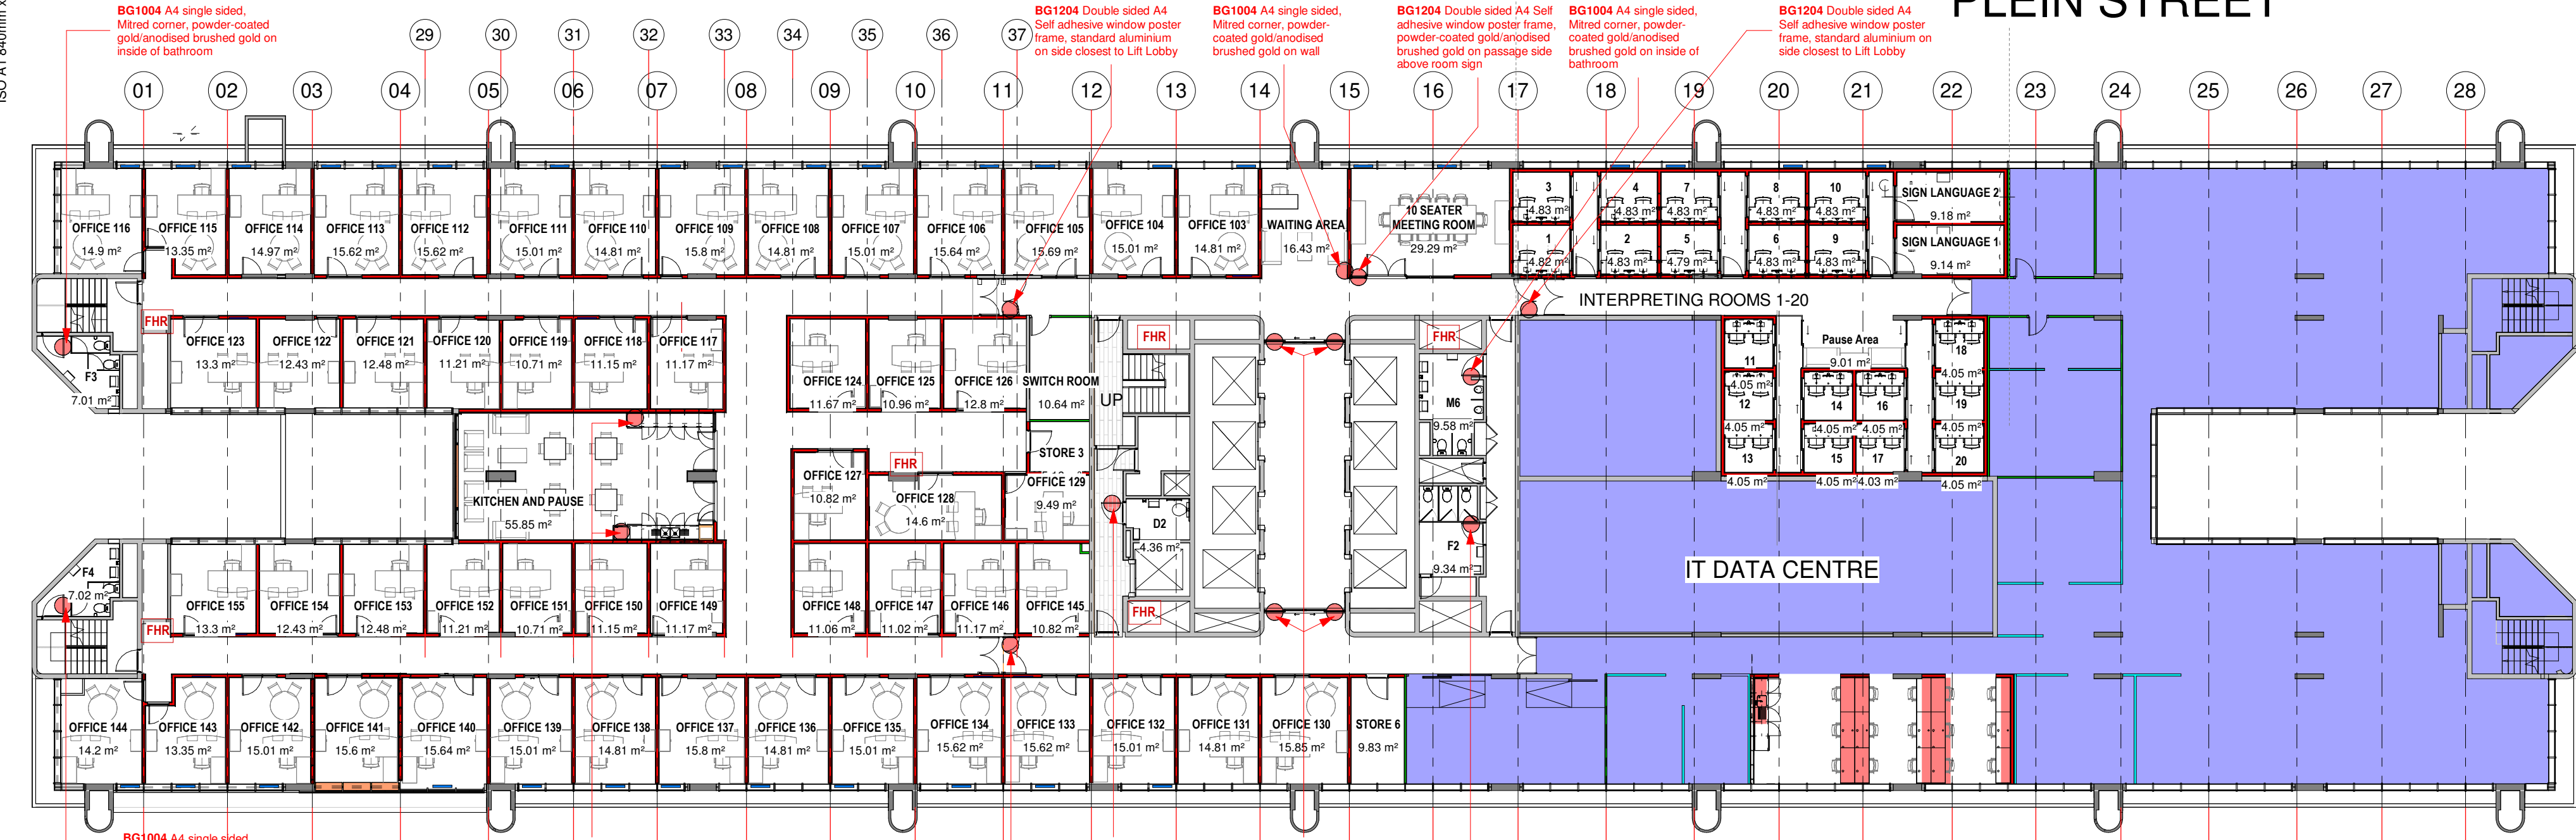 ISO A1 840mm x
PLEIN STREET
BG1004 A4 single sided,
Mitred corner, powder-coated
gold/anodised brushed gold on
inside of bathroom
BG1204 Double sided A4
Self adhesive window poster
frame, standard aluminium
on side closest to Lift Lobby
BG1004 A4 single sided,
Mitred corner, powder-
coated gold/anodised
brushed gold on wall
BG1204 Double sided A4 Self
adhesive window poster frame,
powder-coated gold/anodised
brushed gold on passage side
above room sign
BG1004 A4 single sided,
Mitred corner, powder-
coated gold/anodised
brushed gold on inside of
bathroom
BG1204 Double sided A4
Self adhesive window poster
frame, standard aluminium on
side closest to Lift Lobby
29 30 31 32 33 34 35 36 37
01 02 03 04 05 06 07 08 09 10 11 12 13 14 15 16 17 18 19 20 21 22 23 24 25 26 27 28
OFFICE 116
14.9 m²
OFFICE 115
13.35 m²
OFFICE 114
14.97 m²
OFFICE 113
15.62 m²
OFFICE 112
15.62 m²
OFFICE 111
15.01 m²
OFFICE 110
14.81 m²
OFFICE 109
15.8 m²
OFFICE 108
14.81 m²
OFFICE 107
15.01 m²
OFFICE 106
15.64 m²
OFFICE 105
15.69 m²
OFFICE 104
15.01 m²
OFFICE 103
14.81 m²
WAITING AREA
16.43 m²
10 SEATER
MEETING ROOM
29.29 m²
3
4.83 m²
4
4.83 m²
7
4.83 m²
8
4.83 m²
10
4.83 m²
SIGN LANGUAGE 2
9.18 m²
1
4.82 m²
2
4.83 m²
5
4.79 m²
6
4.83 m²
9
4.83 m²
SIGN LANGUAGE 1
9.14 m²
INTERPRETING ROOMS 1-20
FHR
OFFICE 123
13.3 m²
OFFICE 122
12.43 m²
OFFICE 121
12.48 m²
OFFICE 120
11.21 m²
OFFICE 119
10.71 m²
OFFICE 118
11.15 m²
OFFICE 117
11.17 m²
OFFICE 124
11.67 m²
OFFICE 125
10.96 m²
OFFICE 126
12.8 m²
SWITCH ROOM
10.64 m²
UP
FHR
FHR
F3
7.01 m²
M6
9.58 m²
11
4.05 m²
Pause Area
9.01 m²
18
4.05 m²
12
4.05 m²
14
4.05 m²
16
4.05 m²
19
4.05 m²
13
4.05 m²
15
4.05 m²
17
4.03 m²
20
4.05 m²
KITCHEN AND PAUSE
55.85 m²
OFFICE 127
10.82 m²
FHR
OFFICE 128
14.6 m²
STORE 3
OFFICE 129
9.49 m²
D2
4.36 m²
F2
9.34 m²
IT DATA CENTRE
F4
7.02 m²
FHR
OFFICE 155
13.3 m²
OFFICE 154
12.43 m²
OFFICE 153
12.48 m²
OFFICE 152
11.21 m²
OFFICE 151
10.71 m²
OFFICE 150
11.15 m²
OFFICE 149
11.17 m²
OFFICE 148
11.06 m²
OFFICE 147
11.02 m²
OFFICE 146
11.17 m²
OFFICE 145
10.82 m²
FHR
OFFICE 144
14.2 m²
OFFICE 143
13.35 m²
OFFICE 142
15.01 m²
OFFICE 141
15.6 m²
OFFICE 140
15.64 m²
OFFICE 139
15.01 m²
OFFICE 138
14.81 m²
OFFICE 137
15.8 m²
OFFICE 136
14.81 m²
OFFICE 135
15.01 m²
OFFICE 134
15.62 m²
OFFICE 133
15.62 m²
OFFICE 132
15.01 m²
OFFICE 131
14.81 m²
OFFICE 130
15.85 m²
STORE 6
9.83 m²
BG1004 A4 single sided